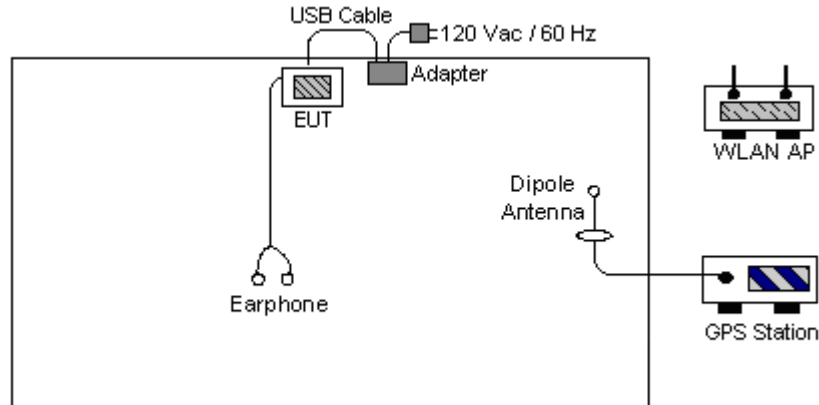 USB Cable
120 Vac / 60 Hz
Adapter
EUT
WLAN AP
Dipole
Antenna
Earphone
GPS Station